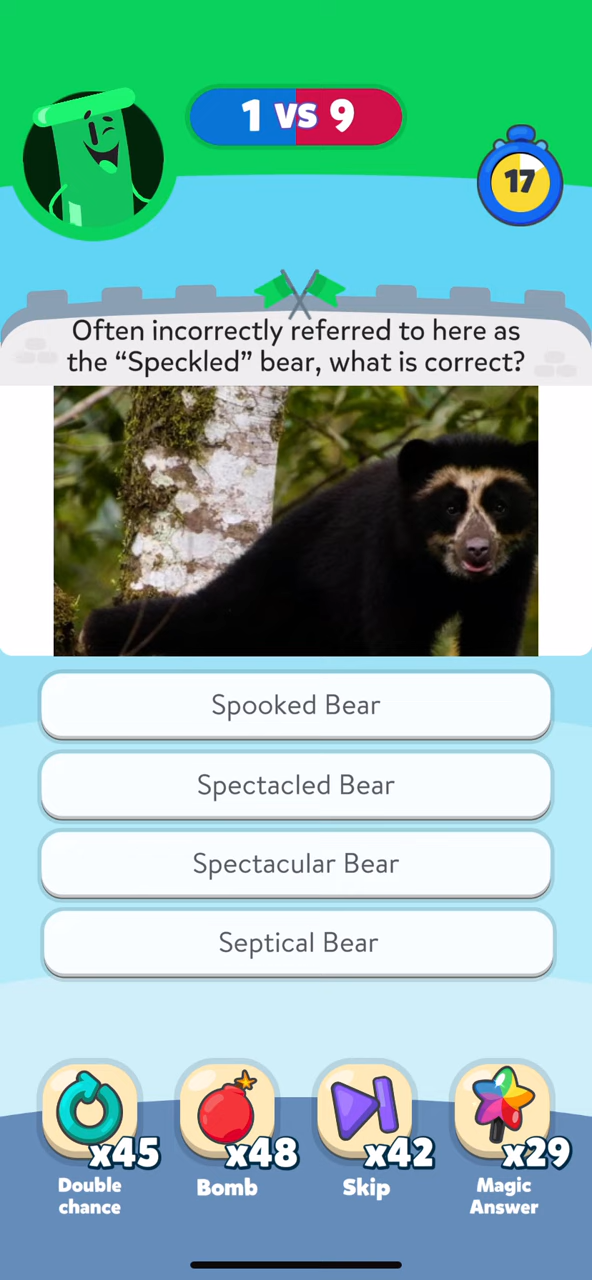 1 VS 9
17
Often incorrectly referred to here as
the “Speckled” bear, what is correct?
Spooked Bear
Spectacled Bear
Spectacular Bear
Septical Bear
x45
x48
x42
x29
Double
chance
Bomb
Skip
Magic
Answer